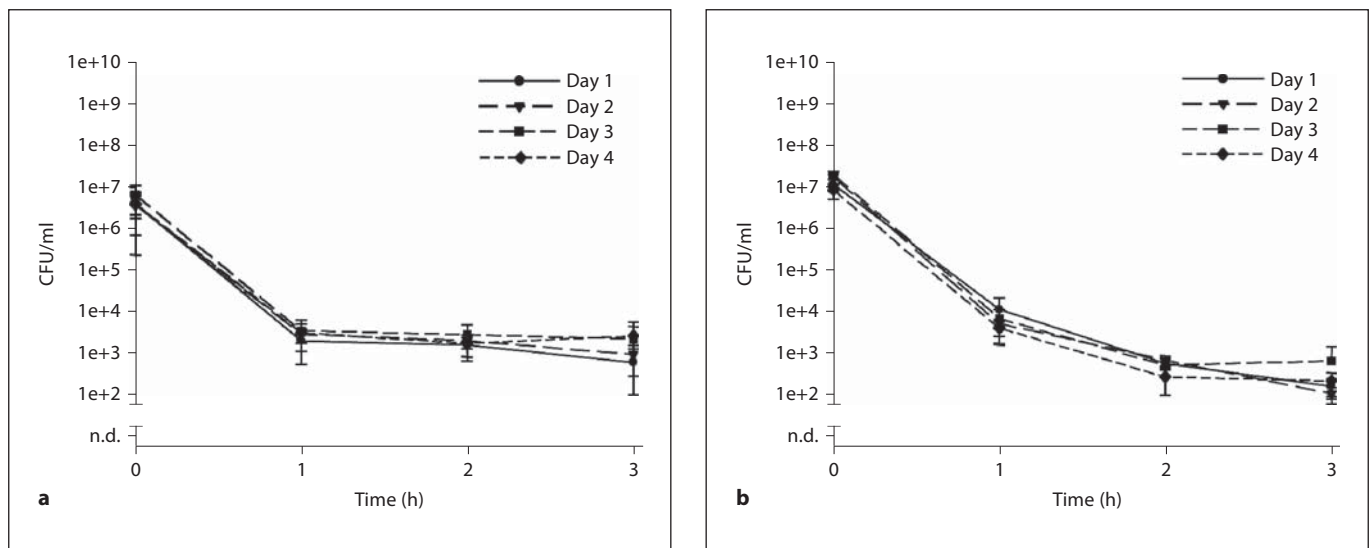 1e+10
1e+9
1e+8
1e+7
1e+6
1e+5
1e+4
1e+3
1e+2
n.d.
CFU/ml
Day 1
Day 2
Day 3
Day 4
0 1 2 3
Time (h)
a
1e+10
1e+9
1e+8
1e+7
1e+6
1e+5
1e+4
1e+3
1e+2
n.d.
CFU/ml
Day 1
Day 2
Day 3
Day 4
0 1 2 3
Time (h)
b